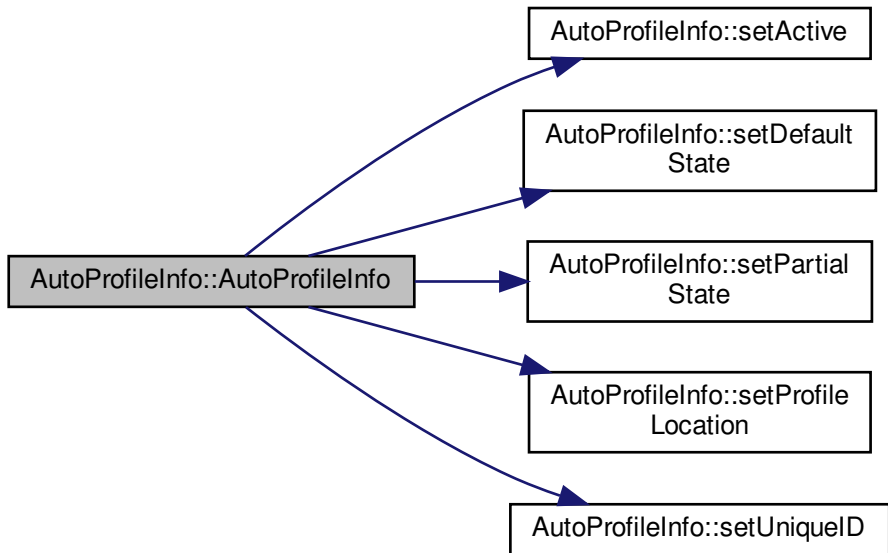 AutoProfileInfo::setActive
AutoProfileInfo::setDefault
State
AutoProfileInfo::AutoProfileInfo
AutoProfileInfo::setPartial
State
AutoProfileInfo::setProfile
Location
AutoProfileInfo::setUniqueID